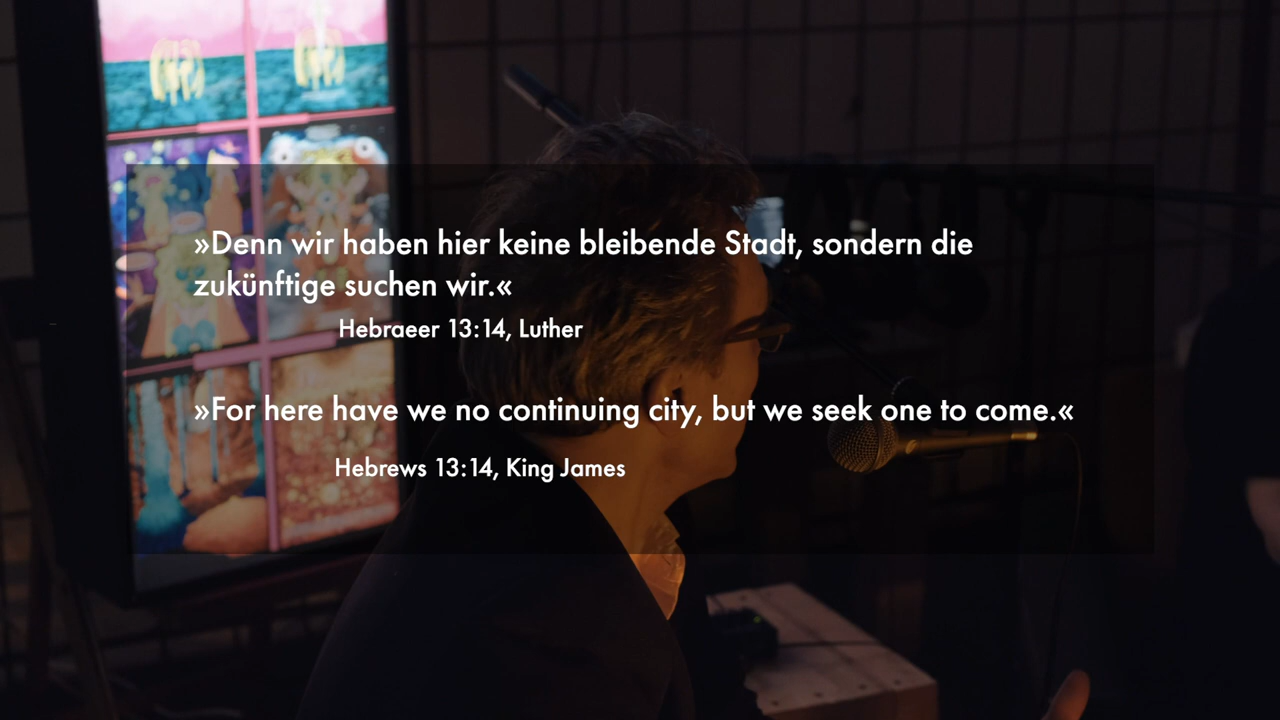 »Denn wir haben hier keine bleibende Stadt, sondern die
zukünftige suchen wir.«
Hebraeer 13:14, Luther
»For here have we no continuing city, but we seek one to come.«
Hebrews 13:14, King James